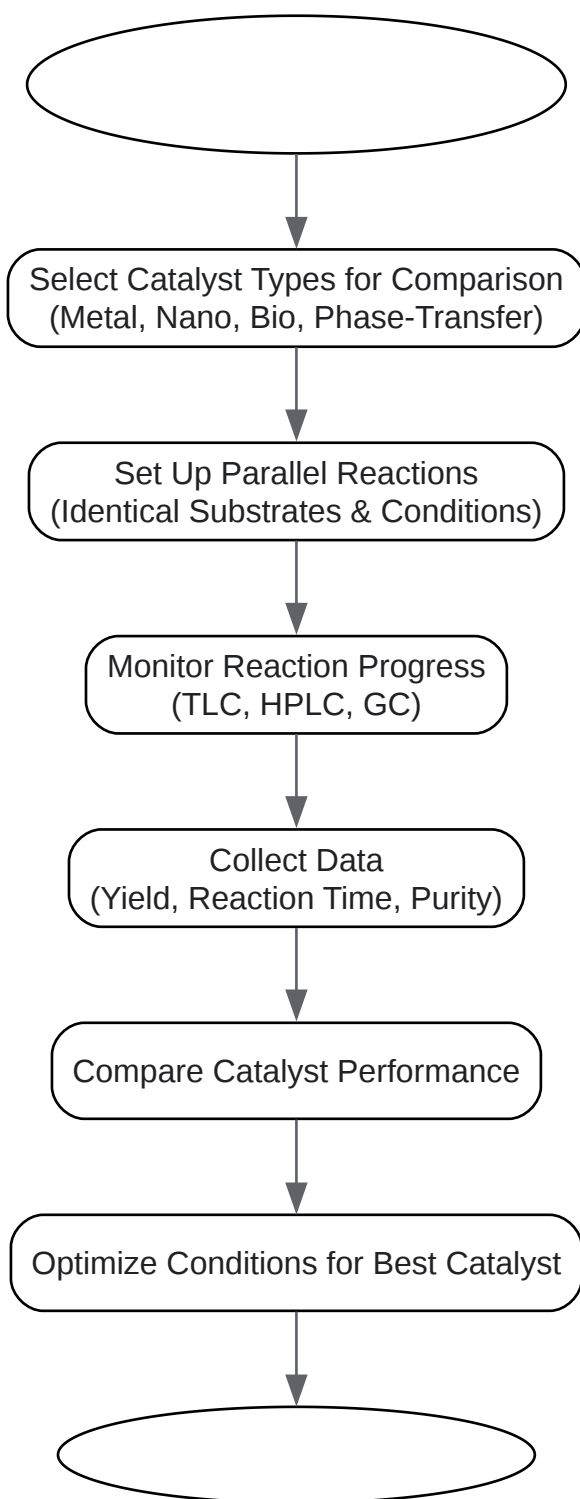 Select Catalyst Types for Comparison
(Metal, Nano, Bio, Phase-Transfer)
Set Up Parallel Reactions
(Identical Substrates & Conditions)
Monitor Reaction Progress
(TLC, HPLC, GC)
Collect Data
(Yield, Reaction Time, Purity)
Compare Catalyst Performance
Optimize Conditions for Best Catalyst